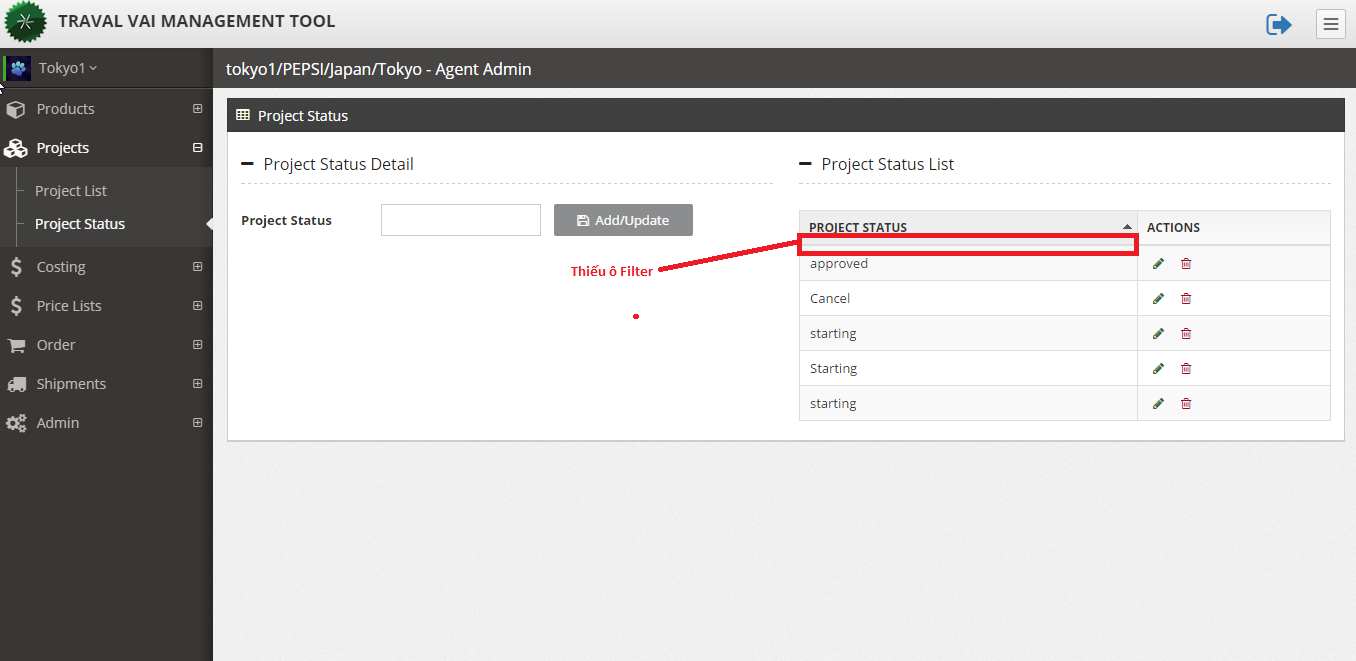 TRAVAL VAI MANAGEMENT TOOL
Tokyo1
tokyo1/PEPSI/Japan/Tokyo - Agent Admin
Products
Projects
Project List
Project Status
Costing
Price Lists
Order
Shipments
Admin
Project Status
Project Status Detail
Project Status
Add/Update
Thiếu ô Filter
Project Status List
PROJECT STATUS
ACTIONS
approved
Cancel
starting
Starting
starting